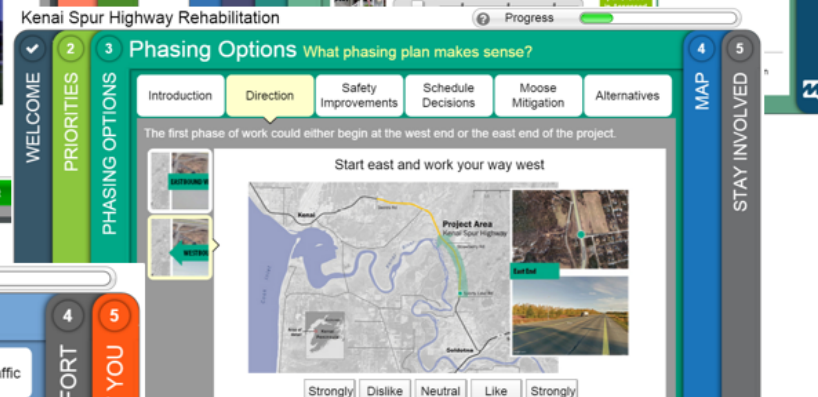 Kenai Spur Highway Rehabilitation
? Progress
WELCOME
2
PRIORITIES
3
PHASING OPTIONS
Phasing Options What phasing plan makes sense?
4
MAP
5
STAY INVOLVED
Introduction
Direction
Safety
Improvements
Schedule
Decisions
Moose
Mitigation
Alternatives
The first phase of work could either begin at the west end or the east end of the project.
EASTBOUND
WESTBOU
Start east and work your way west
Kenai
Project Area
Kenai Spur Highway
East End
Soldotna
Strongly
Dislike
Neutral
Like
Strongly
4
FORT
5
YOU
ffic